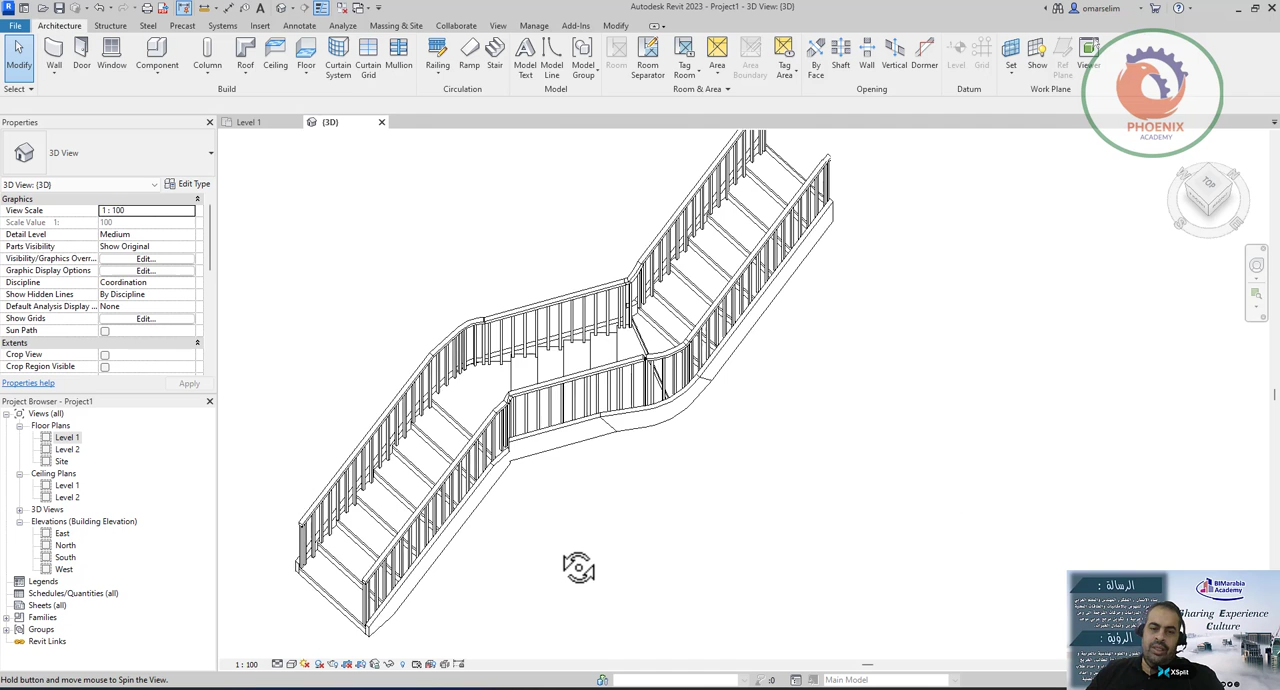 Autodesk Revit 2023 - Project1 - 3D View: {3D}
omarselim
File Architecture Structure Steel Precast Systems Insert Annotate Analyze Massing & Site Collaborate View Manage Add-Ins Modify
Modify Wall Door Window Component Column Roof Ceiling Floor Curtain System Curtain Grid Mullion Railing Ramp Stair Model Text Model Line Model Group Room Room Separator Tag Room Area Area Boundary Tag Area By Face Shaft Wall Vertical Dormer Level Grid Set Show Ref Plane Viewer
Select Build Circulation Model Room & Area Opening Datum Work Plane
PHOENIX
ACADEMY
Properties
Level 1
{3D}
3D View
3D View: {3D} Edit Type
Graphics
View Scale 1 : 100
Scale Value 1: 100
Detail Level Medium
Parts Visibility Show Original
Visibility/Graphics Over... Edit...
Graphic Display Options Edit...
Discipline Coordination
Show Hidden Lines By Discipline
Default Analysis Display ... None
Show Grids Edit...
Sun Path
Extents
Crop View
Crop Region Visible
Properties help Apply
Project Browser - Project1
Views (all)
Floor Plans
Level 1
Level 2
Site
Ceiling Plans
Level 1
Level 2
3D Views
Elevations (Building Elevation)
East
North
South
West
Legends
Schedules/Quantities (all)
Sheets (all)
Families
Groups
Revit Links
TOP
الرسالة :
الرؤية :
BIMarabia
Academy
Sharing Experience
Culture
XSplit
1 : 100
Click and move mouse to Spin the View.
:0
Main Model